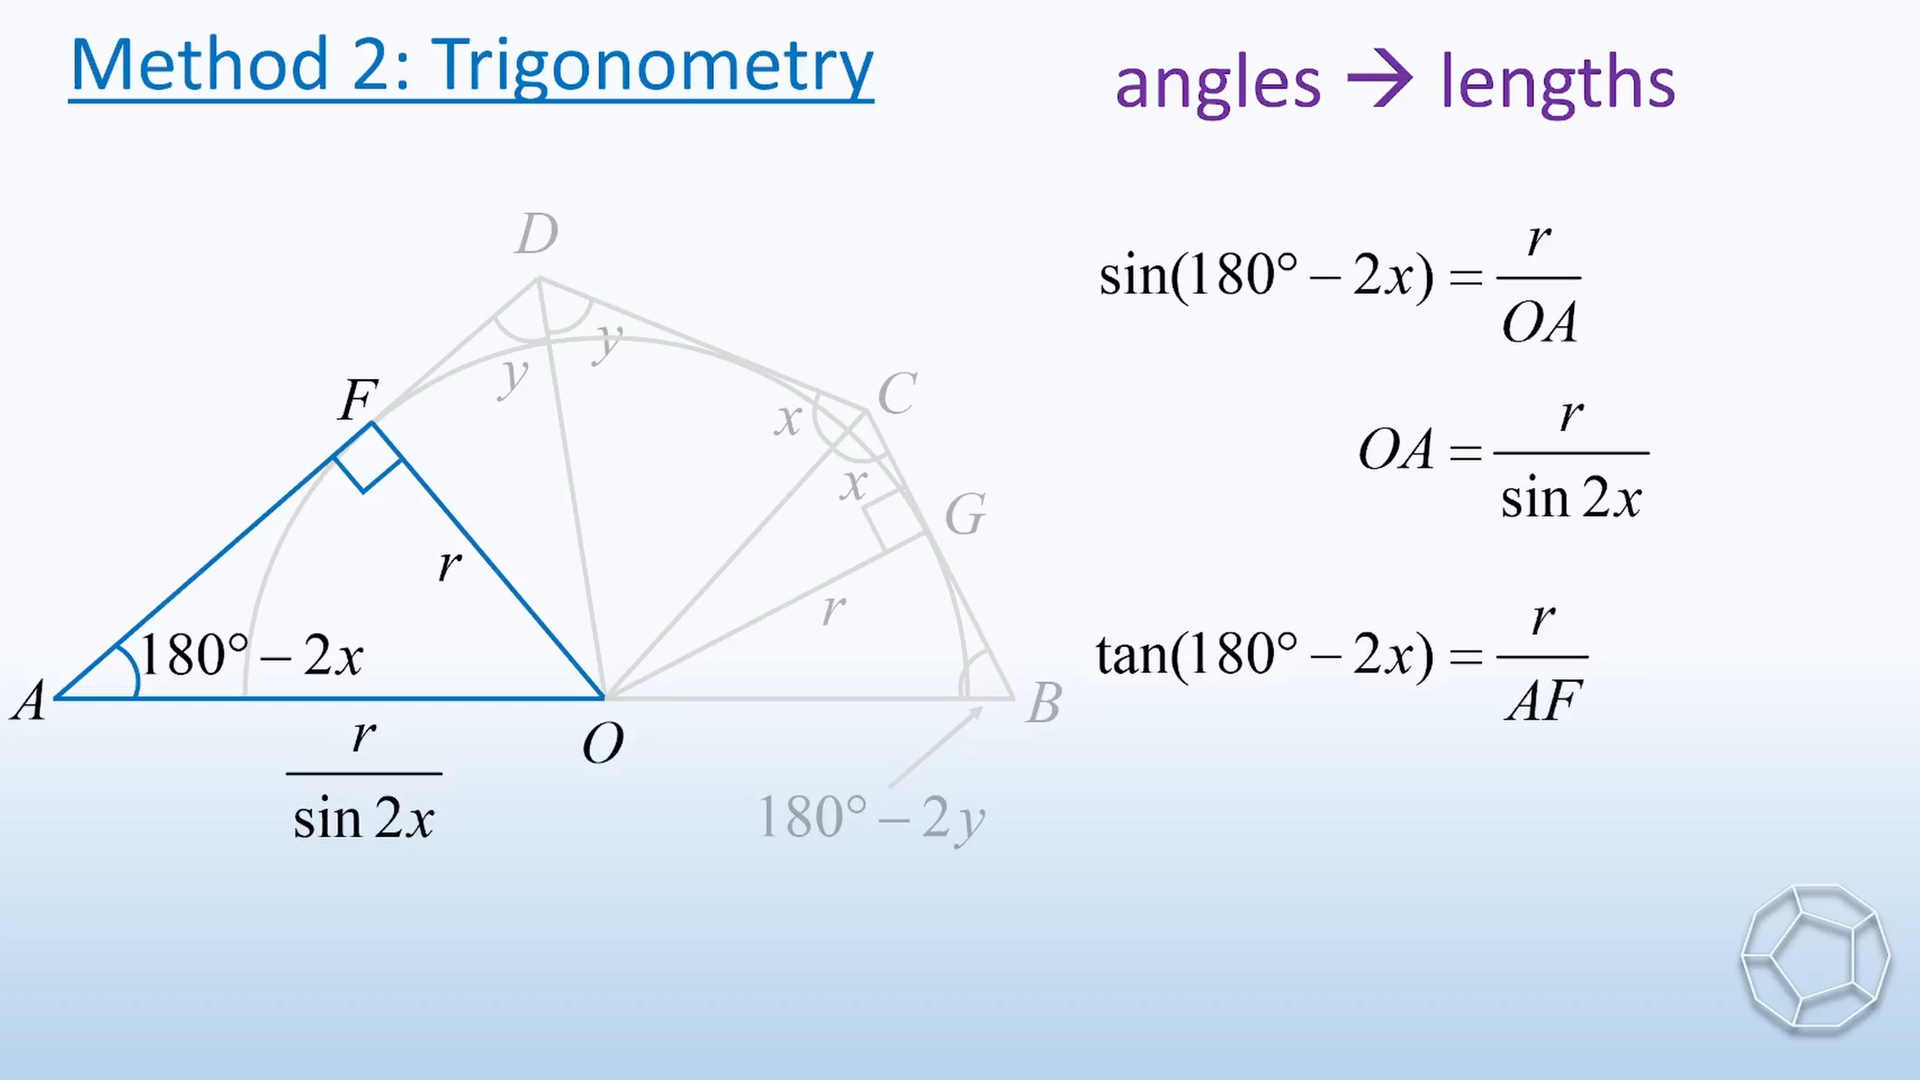 Method 2: Trigonometry
angles → lengths
D
y
y
F
C
x
x
G
r
r
180° – 2x
A
O
B
r
sin 2x
180° – 2y
sin(180° – 2x) = r / OA
OA = r / sin 2x
tan(180° – 2x) = r / AF